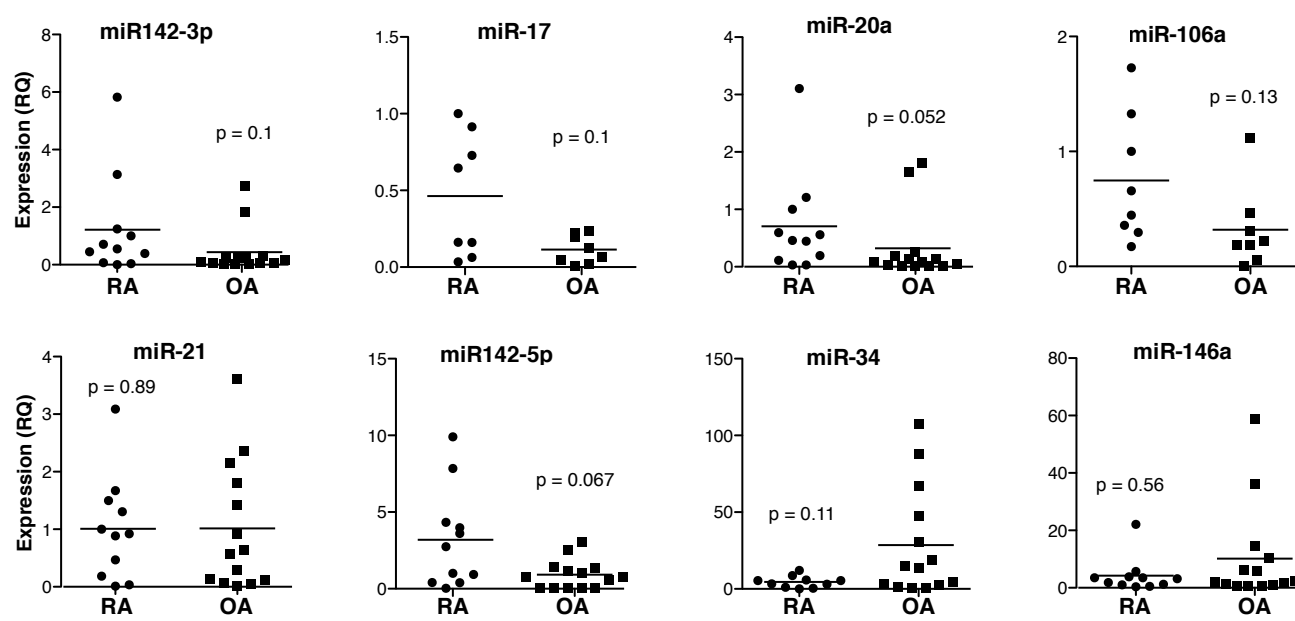 miR142-3p
Expression (RQ)
8
6
4
2
0
p = 0.1
RA OA
miR-17
1.5
1.0
0.5
0.0
p = 0.1
RA OA
miR-20a
4
3
2
1
0
p = 0.052
RA OA
miR-106a
2
1
0
p = 0.13
RA OA
miR-21
Expression (RQ)
4
3
2
1
0
p = 0.89
RA OA
miR142-5p
15
10
5
0
p = 0.067
RA OA
miR-34
150
100
50
0
p = 0.11
RA OA
miR-146a
80
60
40
20
0
p = 0.56
RA OA